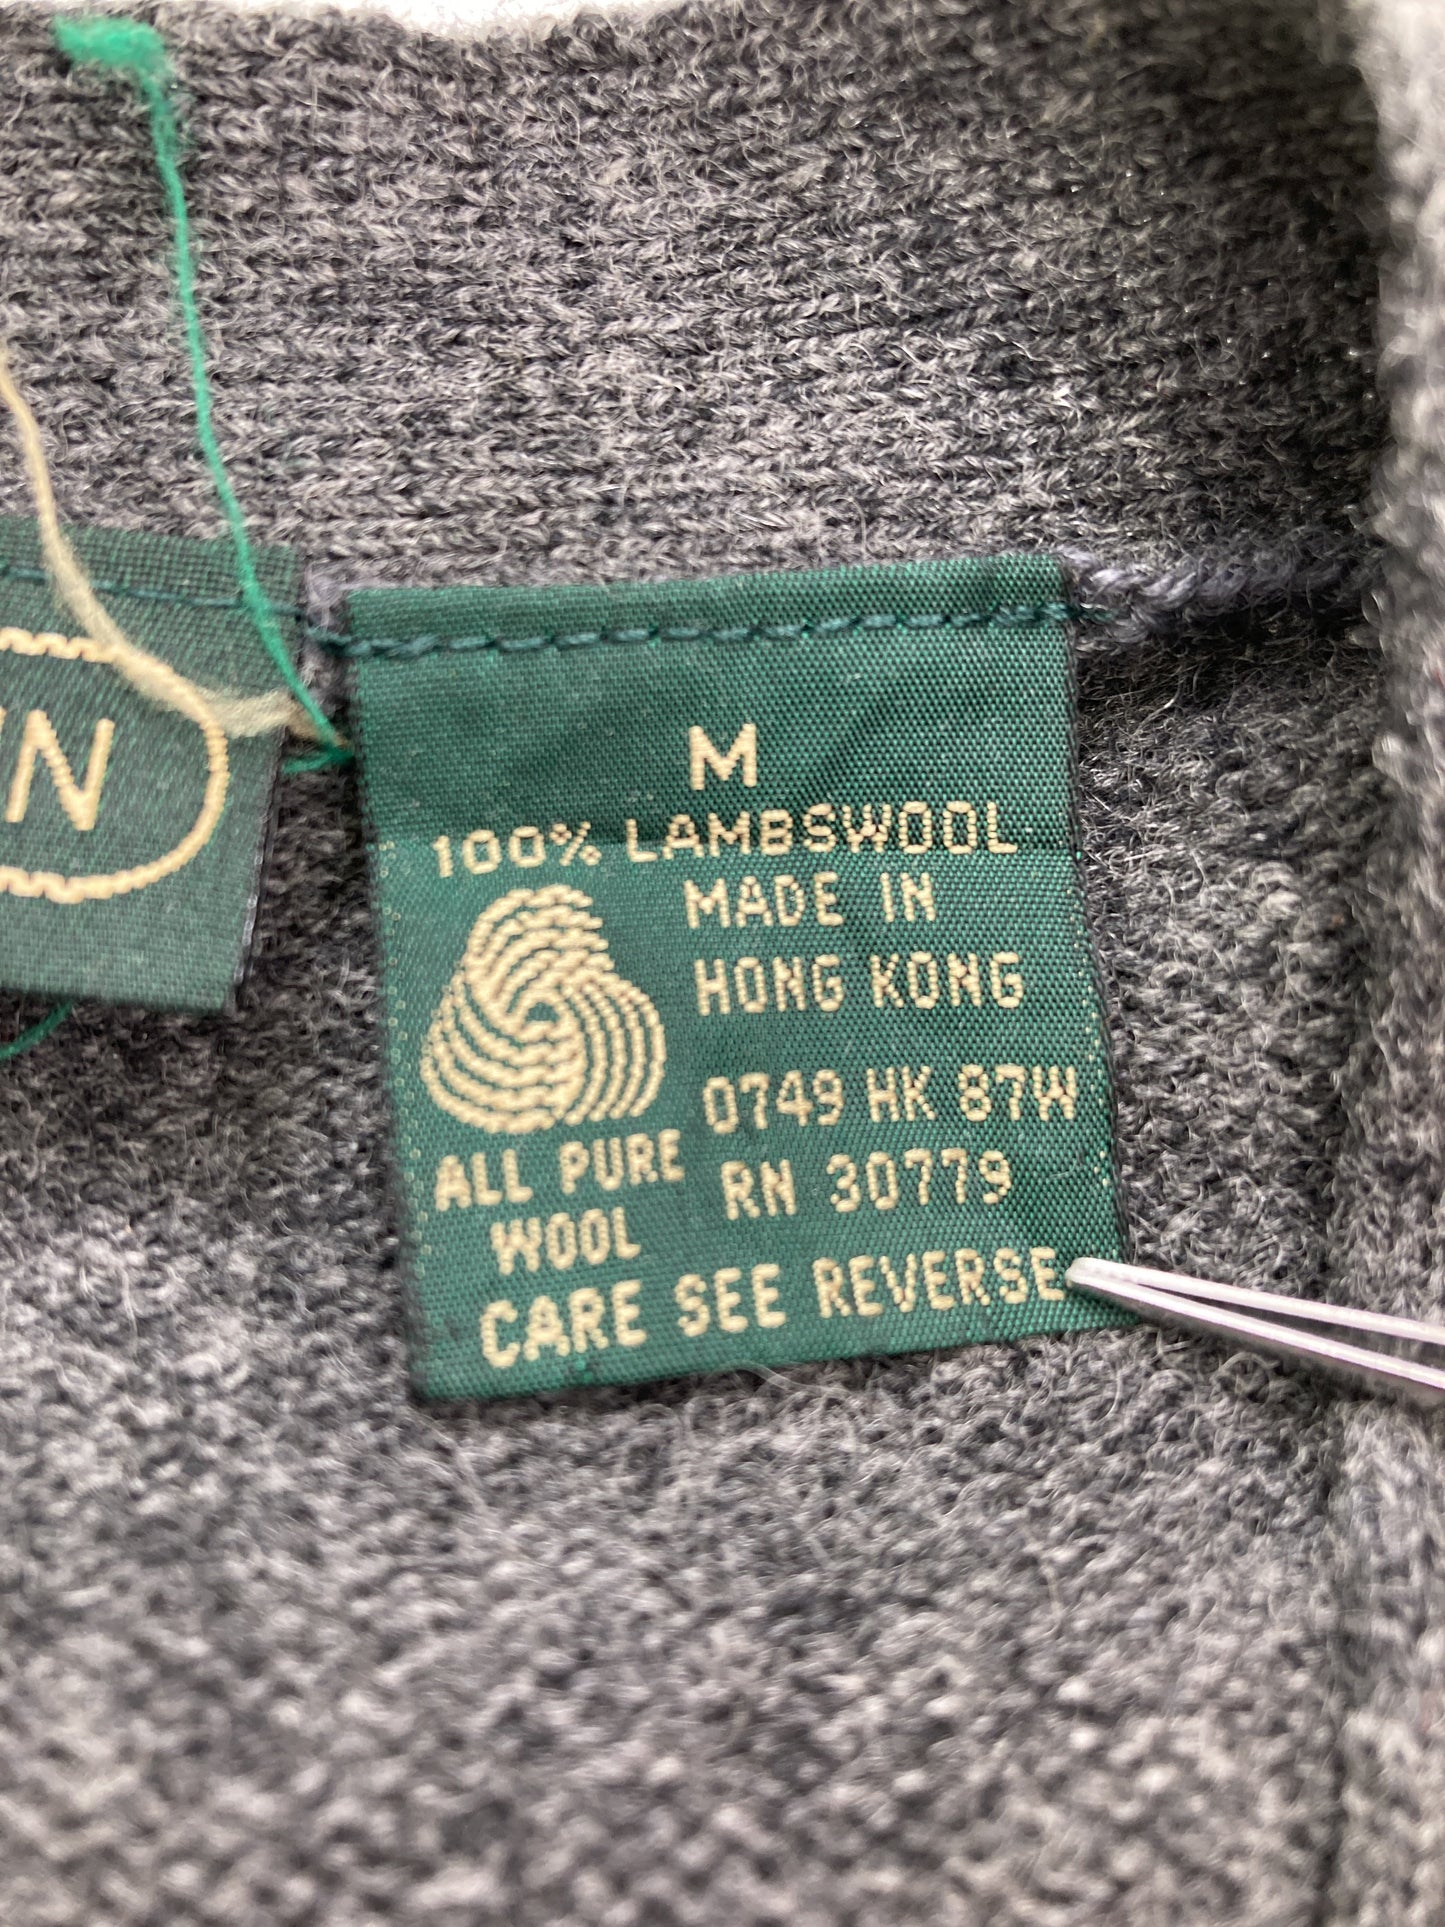 M
100% LAMBSWOOL
MADE IN
HONG KONG
0749 HK 87W
RN 30779
ALL PURE
WOOL
CARE SEE REVERSE